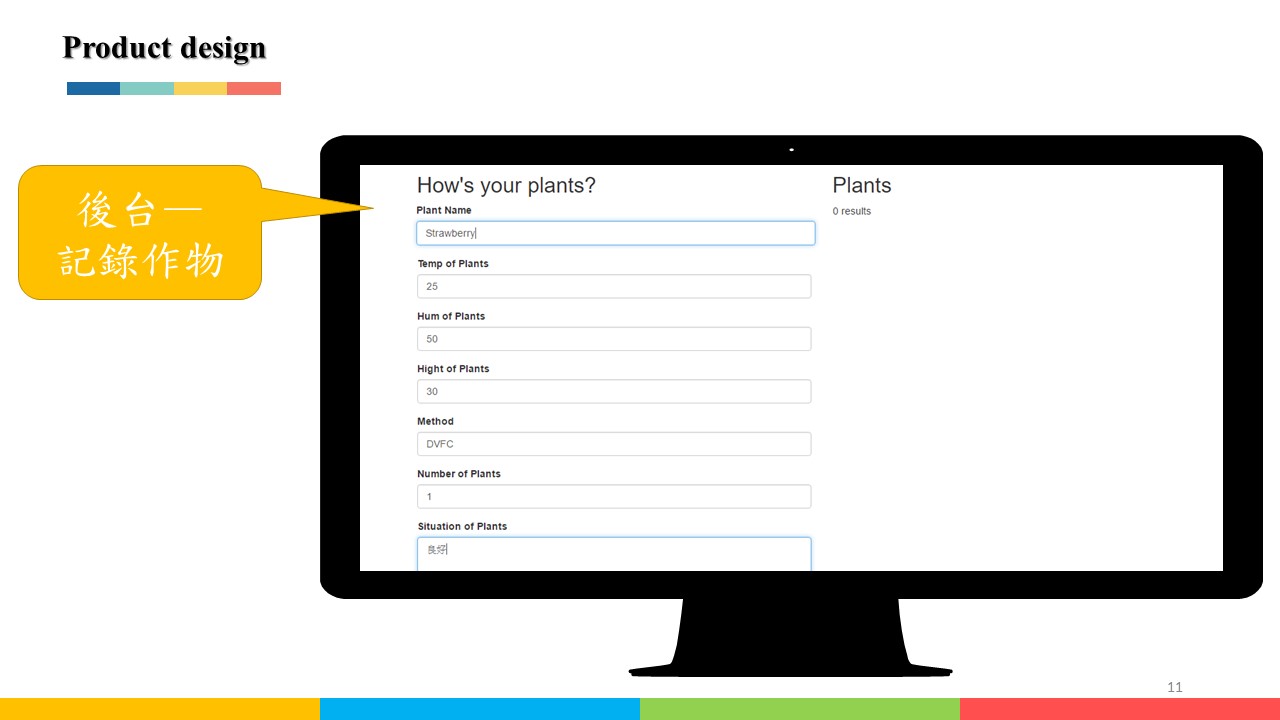 Product design
後台—
記錄作物
How's your plants?
Plant Name
Strawberry
Temp of Plants
25
Hum of Plants
50
Hight of Plants
30
Method
DVFC
Number of Plants
1
Situation of Plants
良好
Plants
0 results
11